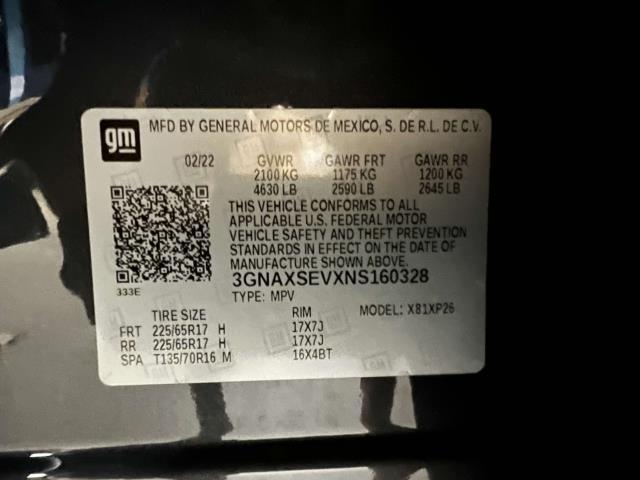 gm MFD BY GENERAL MOTORS DE MEXICO, S. DE R.L. DE C.V.
02/22 GVWR GAWR FRT GAWR RR
2100 KG 1175 KG 1200 KG
4630 LB 2590 LB 2645 LB
THIS VEHICLE CONFORMS TO ALL
APPLICABLE U.S. FEDERAL MOTOR
VEHICLE SAFETY AND THEFT PREVENTION
STANDARDS IN EFFECT ON THE DATE OF
MANUFACTURE SHOWN ABOVE.
333E
3GNAXSEVXNS160328
TYPE: MPV MODEL: X81XP26
TIRE SIZE RIM
FRT 225/65R17 H 17X7J
RR 225/65R17 H 17X7J
SPA T135/70R16 M 16X4BT